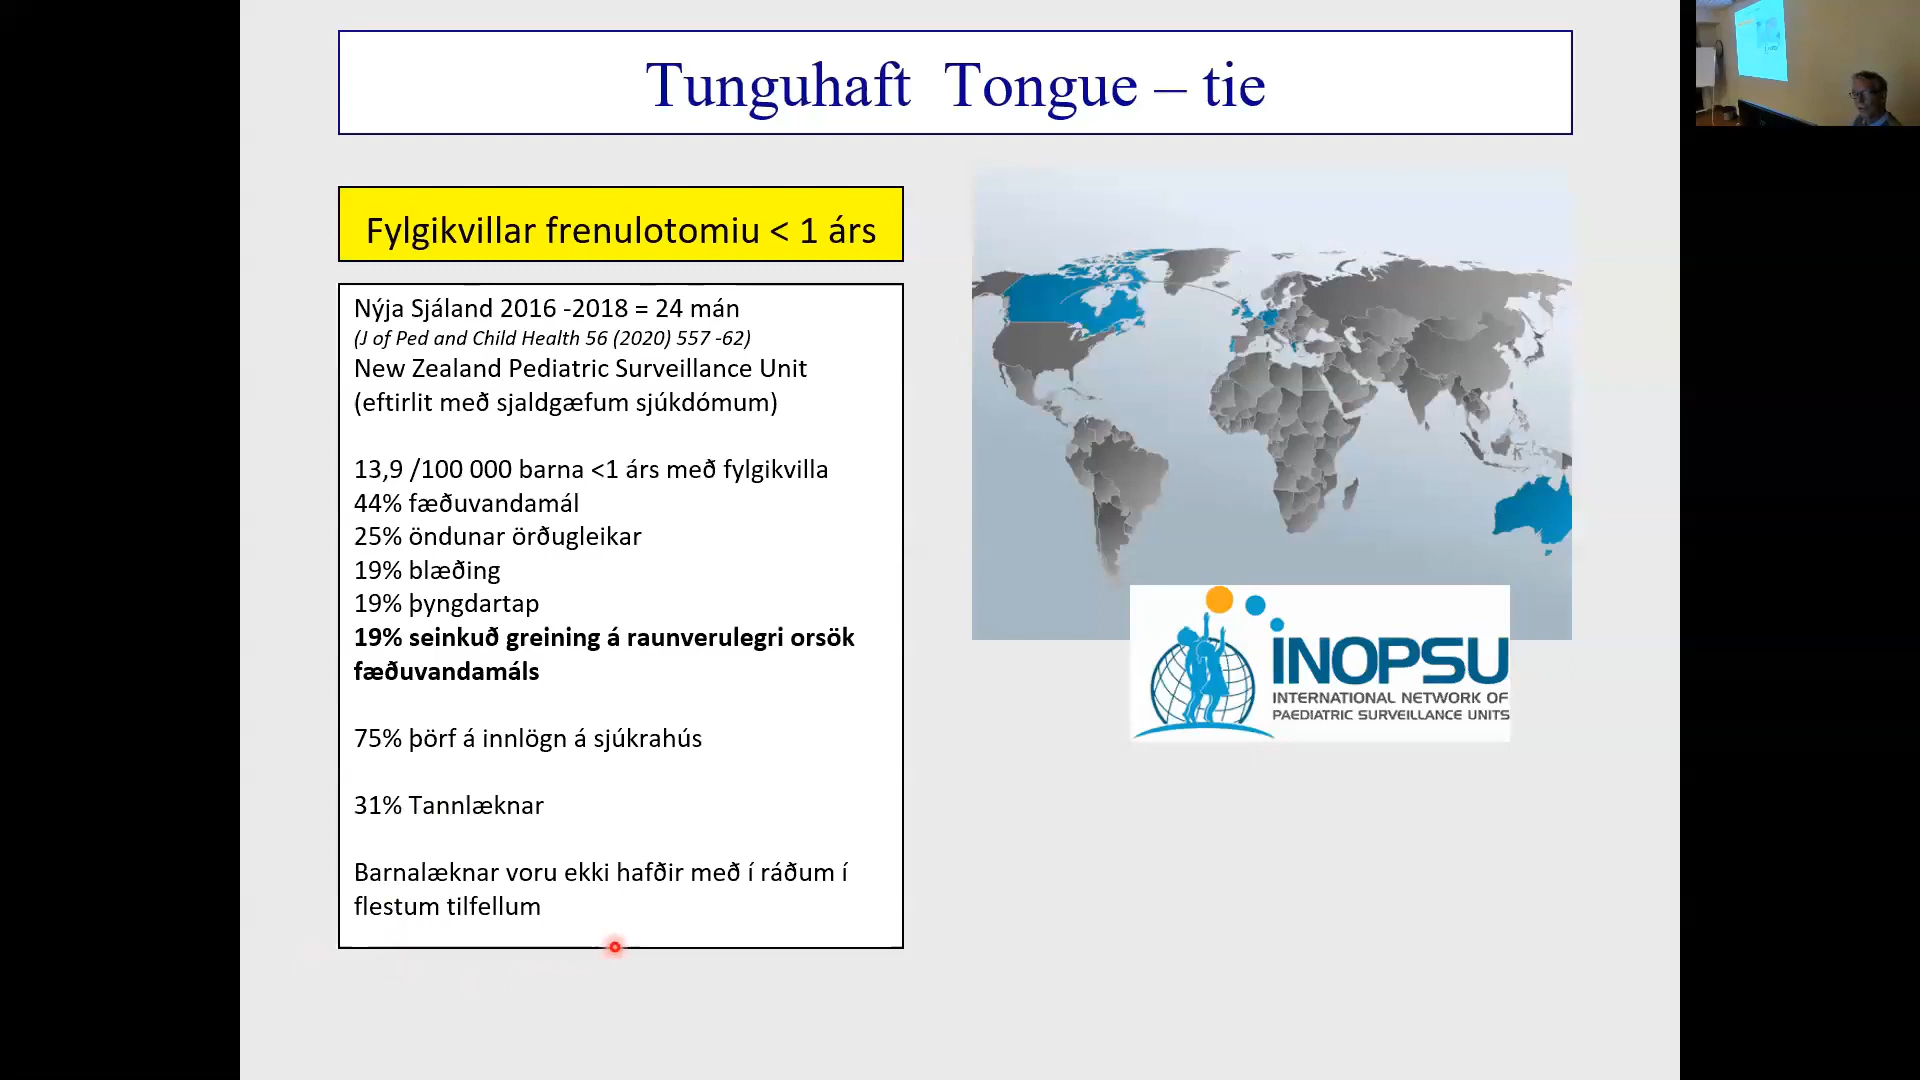 Tunguhaft Tongue – tie
Fylgikvillar frenulotomiu < 1 árs
Nýja Sjáland 2016 -2018 = 24 mán
(J of Ped and Child Health 56 (2020) 557 -62)
New Zealand Pediatric Surveillance Unit
(eftirlit með sjaldgæfum sjúkdómum)
13,9 /100 000 barna <1 árs með fylgikvilla
44% fæðuvandamál
25% öndunar örðugleikar
19% blæðing
19% þyngdartap
19% seinkuð greining á raunverulegri orsök
fæðuvandamáls
75% þörf á innlögn á sjúkrahús
31% Tannlæknar
Barnalæknar voru ekki hafðir með í ráðum í
flestum tilfellum
INOPSU
INTERNATIONAL NETWORK OF
PAEDIATRIC SURVEILLANCE UNITS